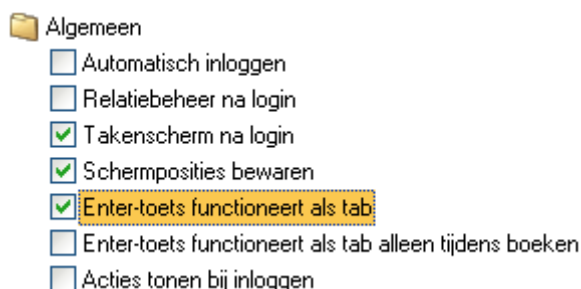 Algemeen
Automatisch inloggen
Relatiebeheer na login
Takenscherm na login
Schermposities bewaren
Enter-toets functioneert als tab
Enter-toets functioneert als tab alleen tijdens boeken
Acties tonen bij inloggen